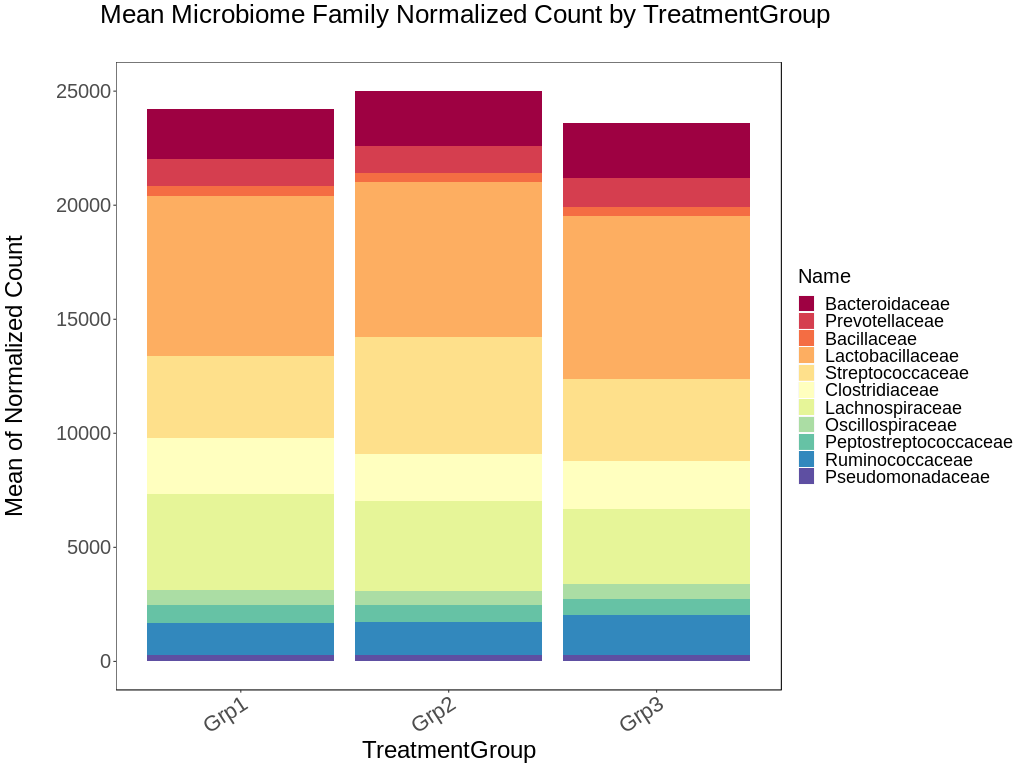 Mean Microbiome Family Normalized Count by TreatmentGroup
Mean of Normalized Count
25000
20000
15000
10000
5000
0
Grp1
Grp2
Grp3
TreatmentGroup
Name
Bacteroidaceae
Prevotellaceae
Bacillaceae
Lactobacillaceae
Streptococcaceae
Clostridiaceae
Lachnospiraceae
Oscillospiraceae
Peptostreptococcaceae
Ruminococcaceae
Pseudomonadaceae